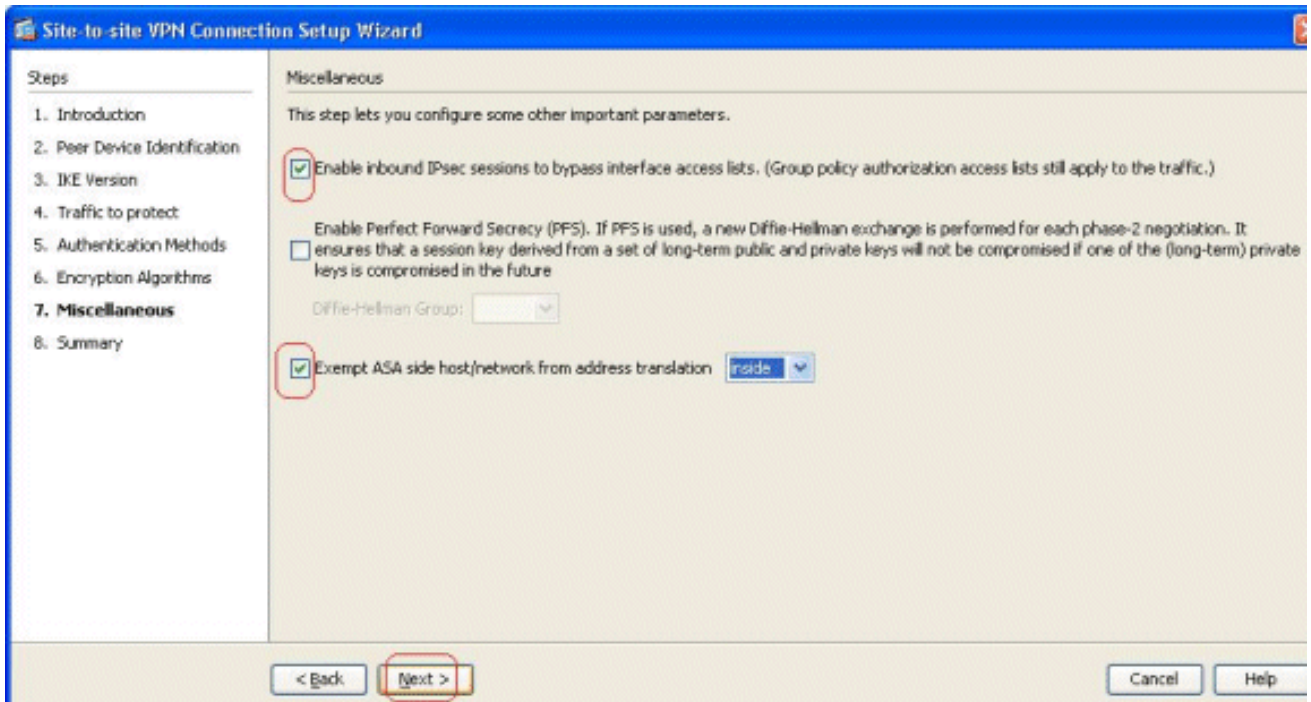 Site-to-site VPN Connection Setup Wizard
Steps
1. Introduction
2. Peer Device Identification
3. IKE Version
4. Traffic to protect
5. Authentication Methods
6. Encryption Algorithms
7. Miscellaneous
8. Summary
Miscellaneous
This step lets you configure some other important parameters.
Enable inbound IPsec sessions to bypass interface access lists. (Group policy authorization access lists still apply to the traffic.)
Enable Perfect Forward Secrecy (PFS). If PFS is used, a new Diffie-Hellman exchange is performed for each phase-2 negotiation. It
ensures that a session key derived from a set of long-term public and private keys will not be compromised if one of the (long-term) private
keys is compromised in the future
Diffie-Hellman Group:
Exempt ASA side host/network from address translation inside
< Back Next > Cancel Help